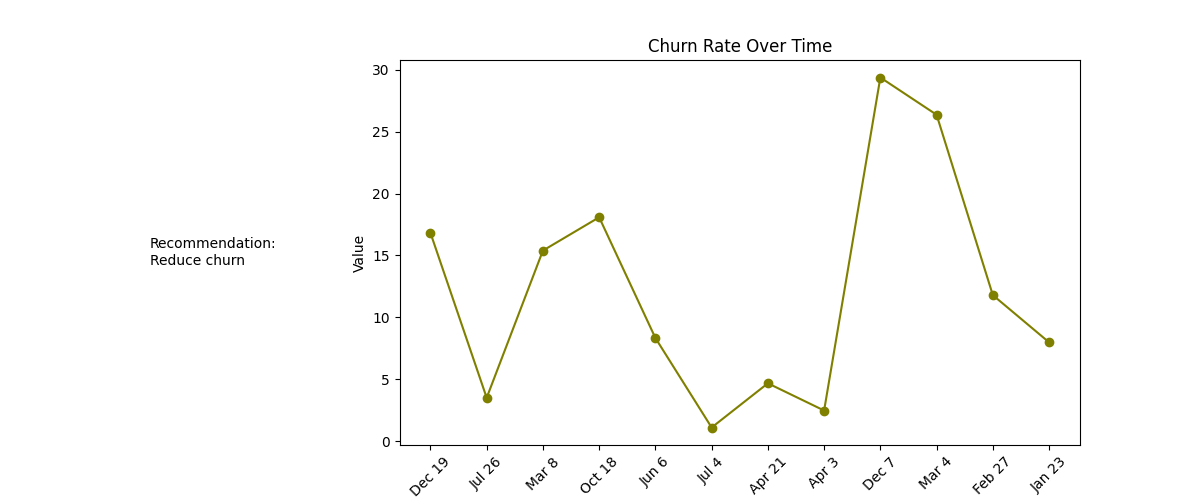 Churn Rate Over Time
Recommendation:
Reduce churn
Value
30
25
20
15
10
5
0
Dec 19
Jul 26
Mar 8
Oct 18
Jun 6
Jul 4
Apr 21
Apr 3
Dec 7
Mar 4
Feb 27
Jan 23